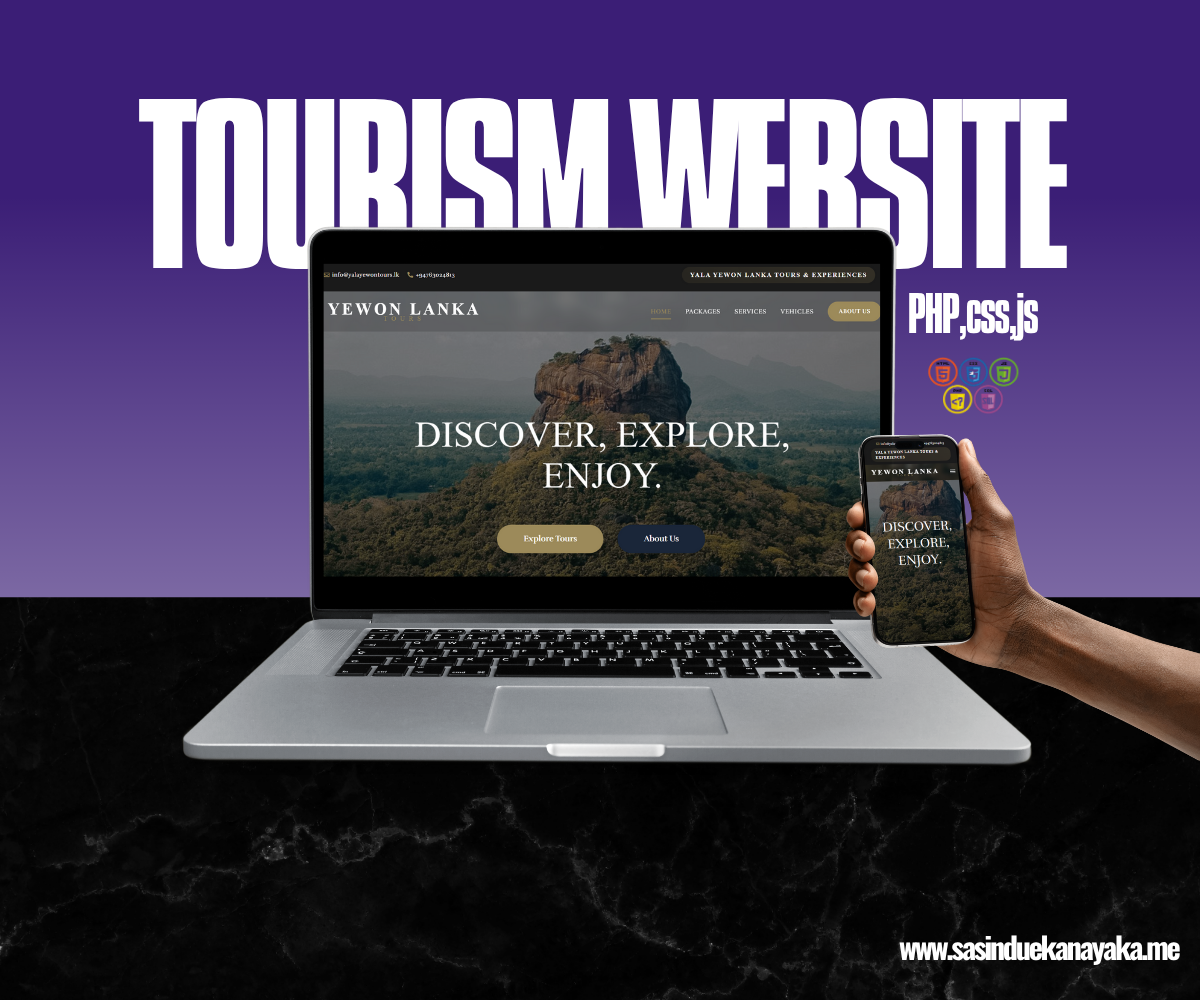 TOURISM WEBSITE
info@yalayewontours.lk +94763024815
YALA YEWON LANKA TOURS & EXPERIENCES
YEWON LANKA
TOURS
HOME PACKAGES SERVICES VEHICLES ABOUT US
DISCOVER, EXPLORE,
ENJOY.
Explore Tours About Us
PHP,css,js
YALA YEWON LANKA TOURS &
EXPERIENCES
YEWON LANKA
DISCOVER,
EXPLORE,
ENJOY.
www.sasinduekanayaka.me